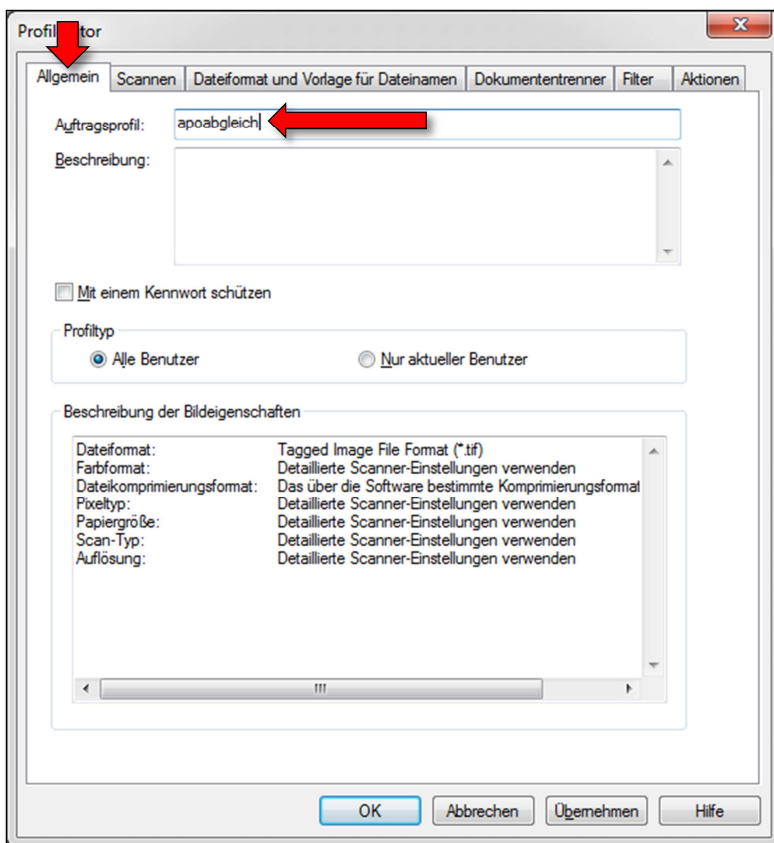 Profil tor
Allgemein Scannen Dateiformat und Vorlage für Dateinamen Dokumententrenner Filter Aktionen
Auftragsprofil: apoabgleich
Beschreibung:
Mit einem Kennwort schützen
Profiltyp
Alle Benutzer Nur aktueller Benutzer
Beschreibung der Bildeigenschaften
Dateiformat: Tagged Image File Format (*.tif)
Farbformat: Detaillierte Scanner-Einstellungen verwenden
Dateikomprimierungsformat: Das über die Software bestimmte Komprimierungsformat
Pixeltyp: Detaillierte Scanner-Einstellungen verwenden
Papiergröße: Detaillierte Scanner-Einstellungen verwenden
Scan-Typ: Detaillierte Scanner-Einstellungen verwenden
Auflösung: Detaillierte Scanner-Einstellungen verwenden
OK Abbrechen Übernehmen Hilfe